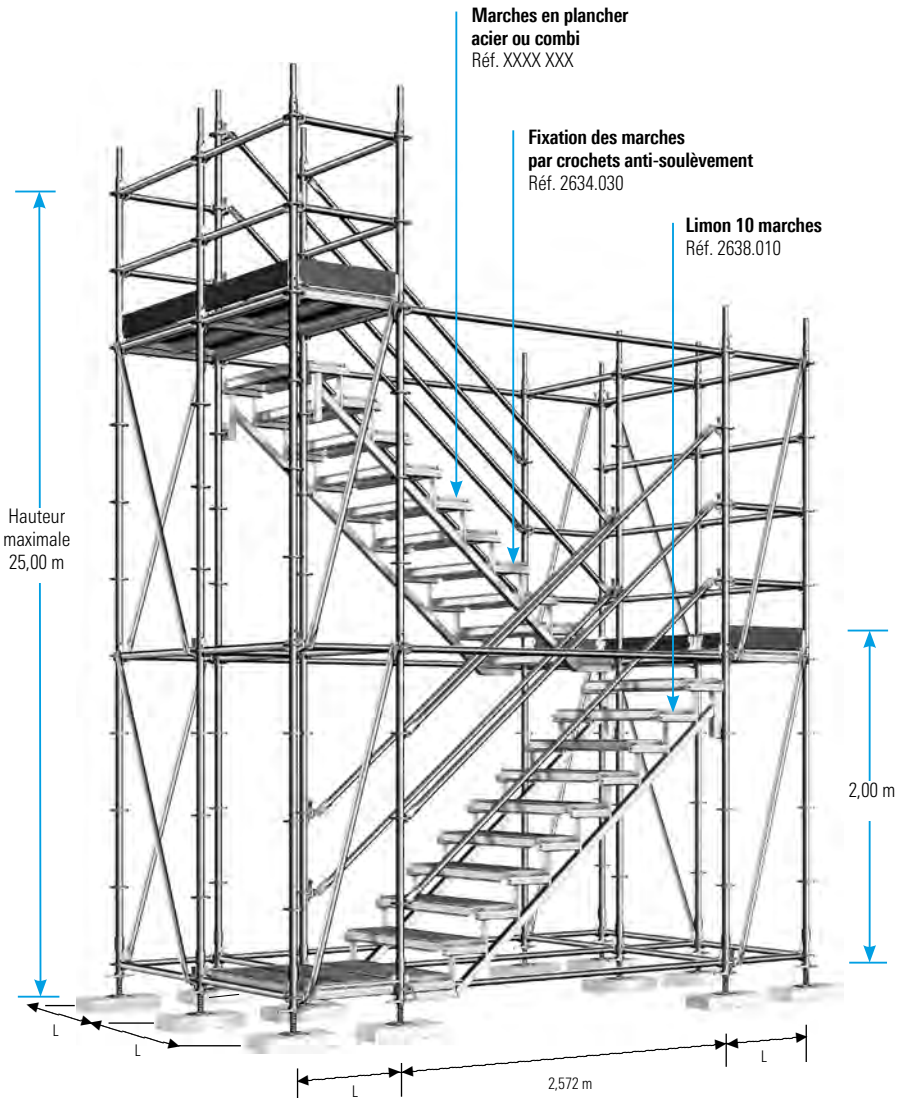 Marches en plancher
acier ou combi
Réf. XXXX XXX
Fixation des marches
par crochets anti-soulèvement
Réf. 2634.030
Limon 10 marches
Réf. 2638.010
Hauteur
maximale
25,00 m
2,00 m
L
L
L
2,572 m
L